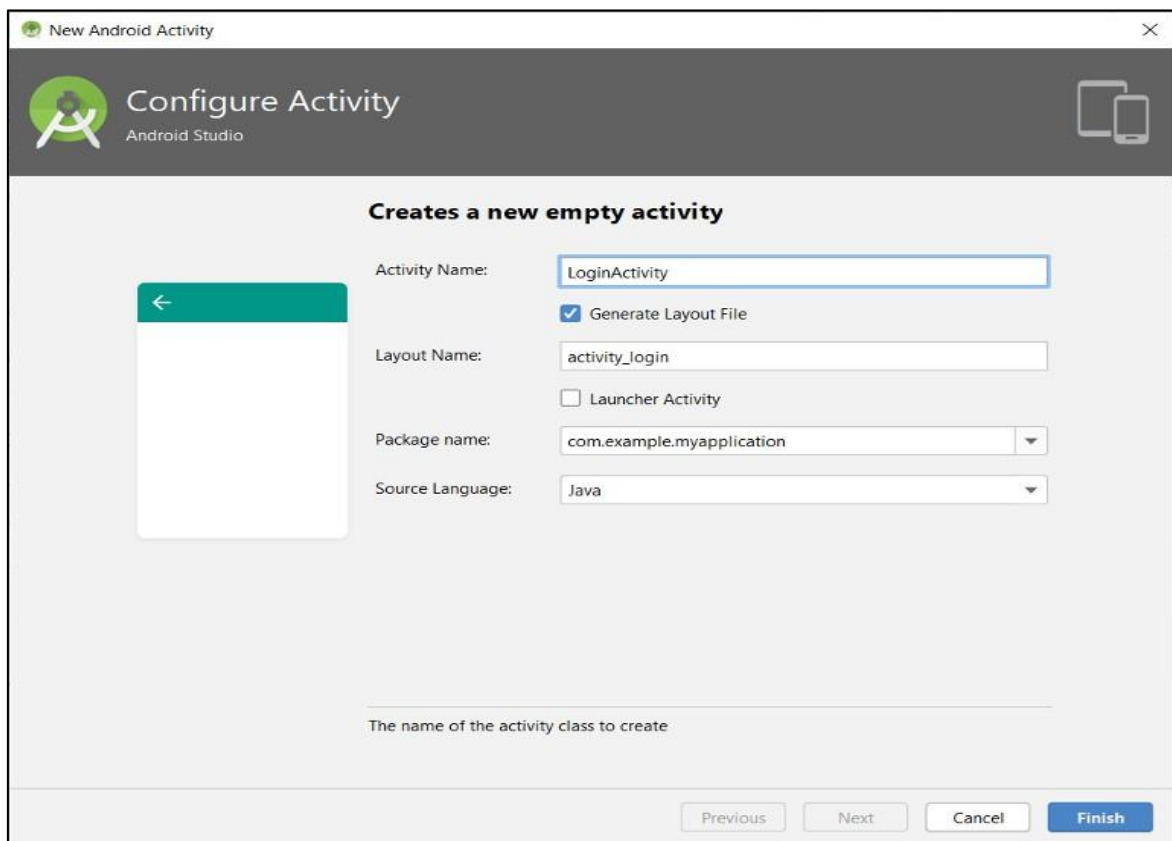 New Android Activity
Configure Activity
Android Studio
Creates a new empty activity
Activity Name: LoginActivity
Generate Layout File
Layout Name: activity_login
Launcher Activity
Package name: com.example.myapplication
Source Language: Java
The name of the activity class to create
Previous Next Cancel Finish